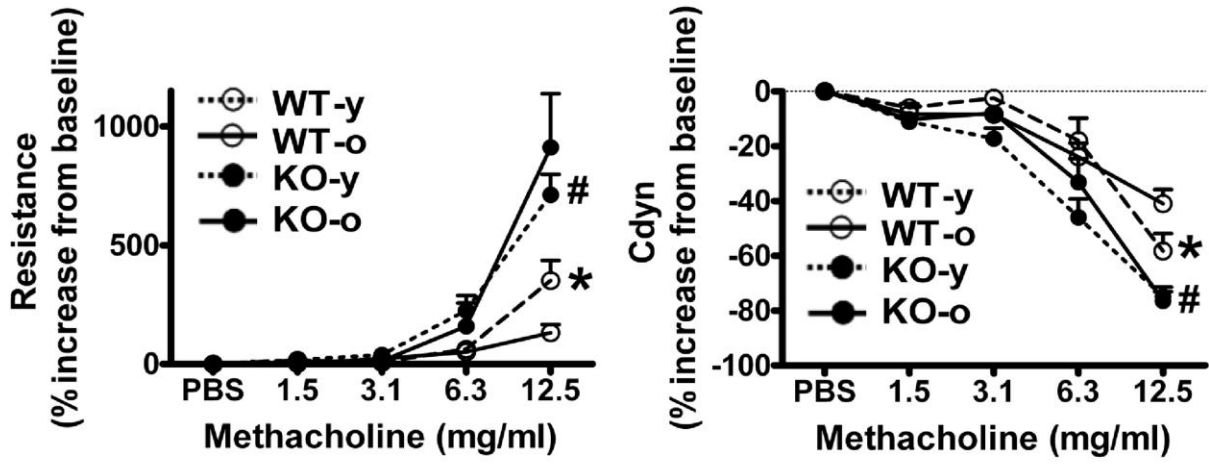 Resistance
(% increase from baseline)
1000
500
0
WT-y
WT-o
KO-y
KO-o
#
*
PBS 1.5 3.1 6.3 12.5
Methacholine (mg/ml)
Cdyn
(% increase from baseline)
-0
-20
-40
-60
-80
-100
WT-y
WT-o
KO-y
KO-o
*
#
PBS 1.5 3.1 6.3 12.5
Methacholine (mg/ml)